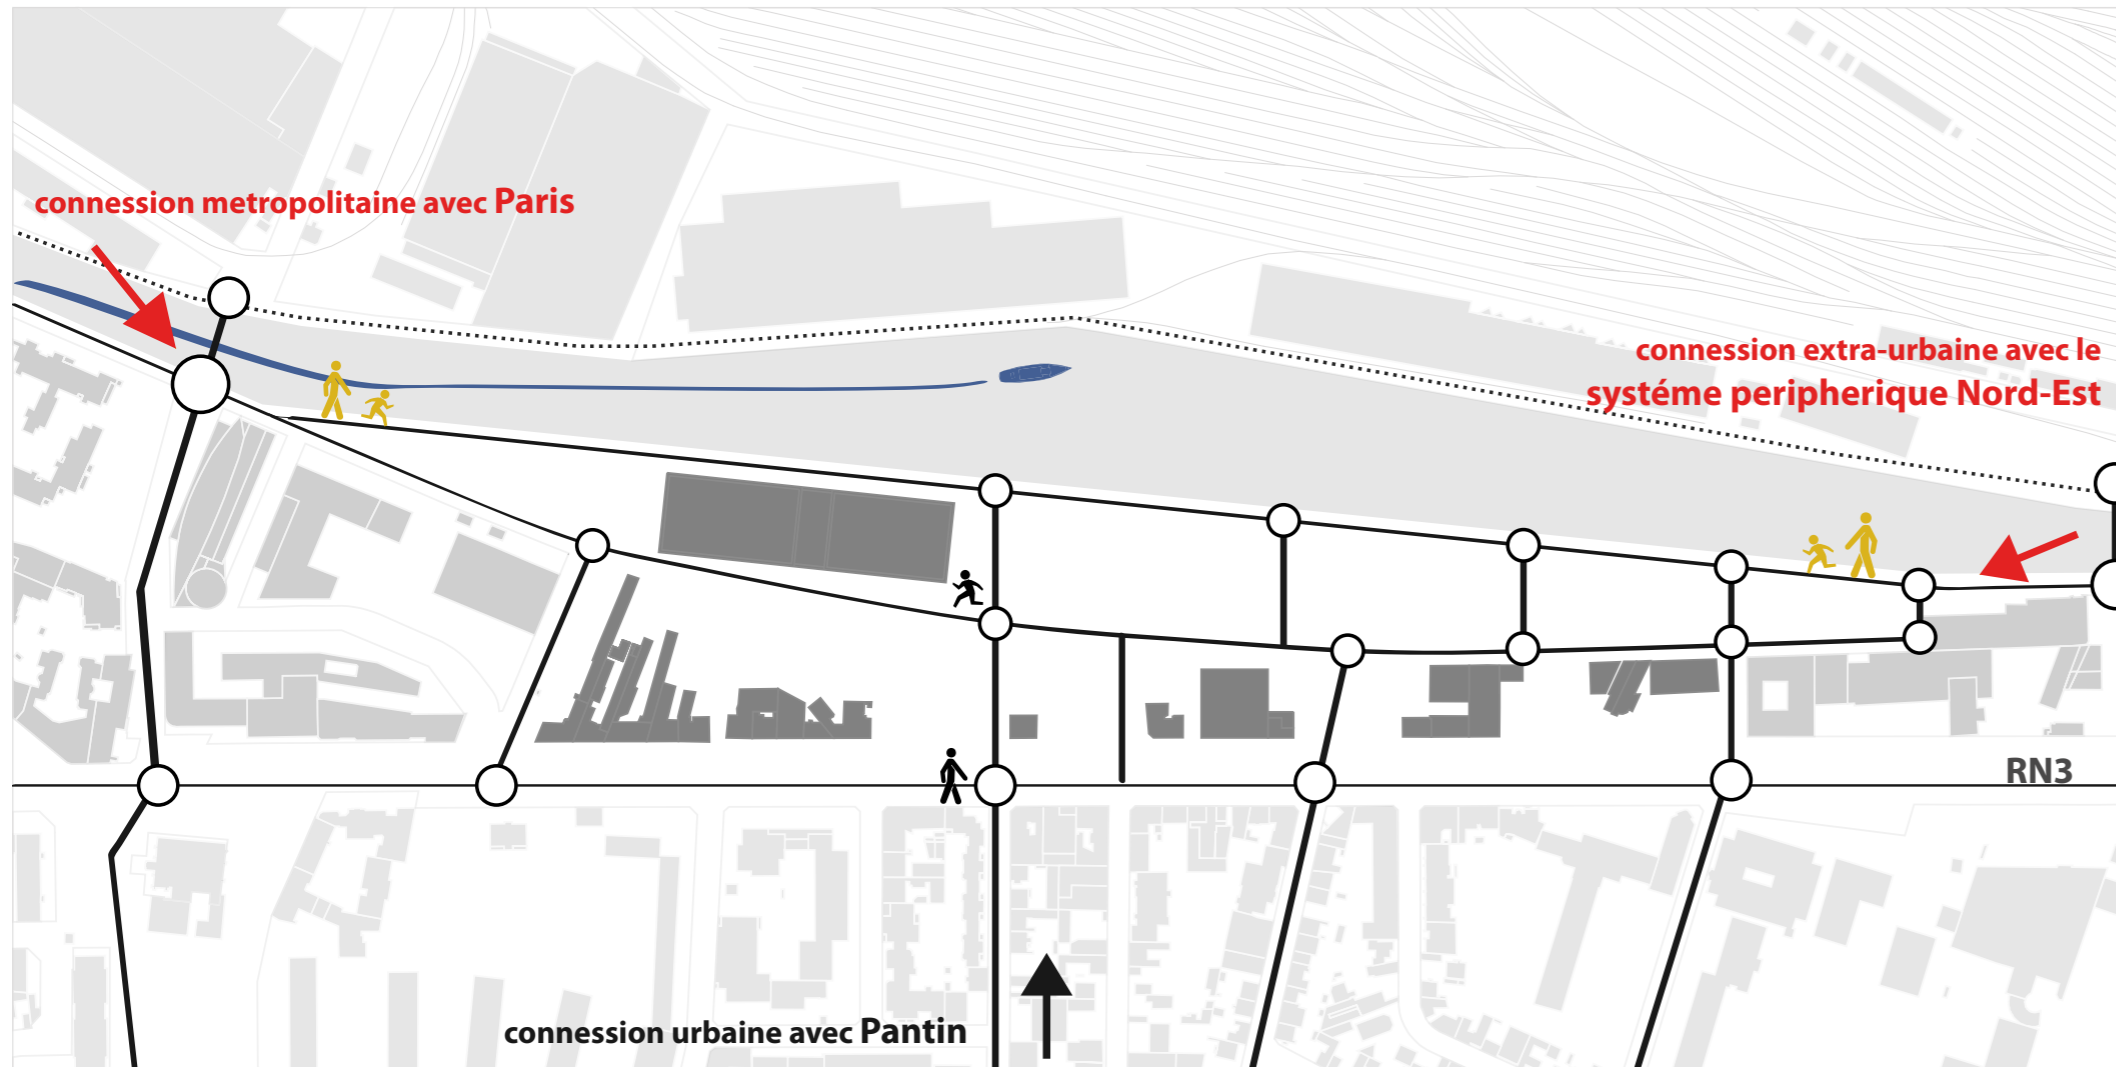 connession metropolitaine avec Paris
connession extra-urbaine avec le
systéme peripherique Nord-Est
RN3
connession urbaine avec Pantin